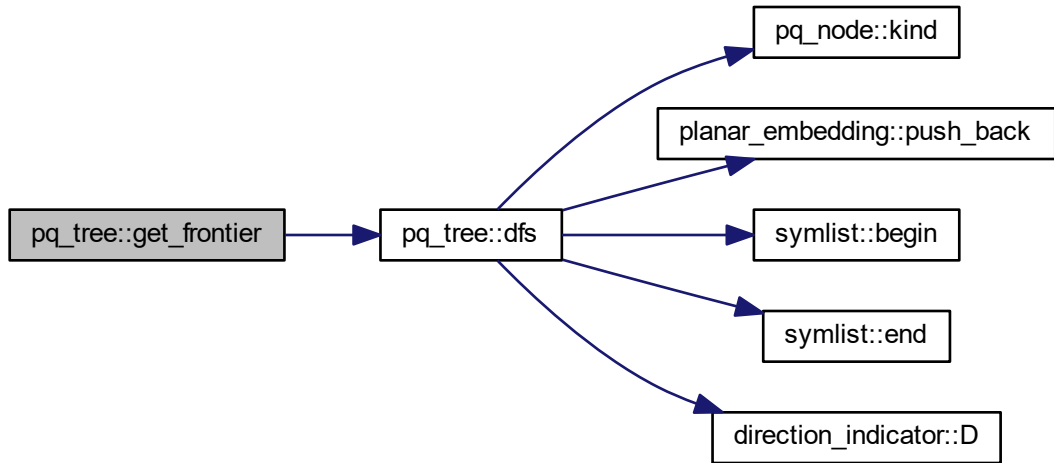 pq_node::kind
planar_embedding::push_back
pq_tree::get_frontier
pq_tree::dfs
symlist::begin
symlist::end
direction_indicator::D